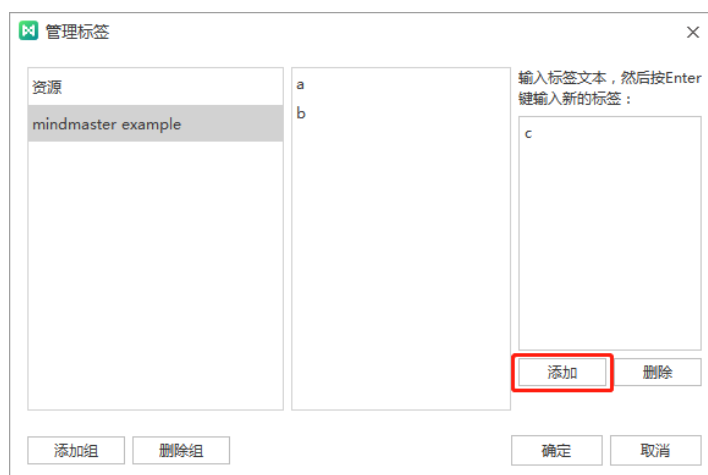 管理标签
资源
mindmaster example
a
b
输入标签文本，然后按Enter
键输入新的标签：
c
添加
删除
添加组
删除组
确定
取消